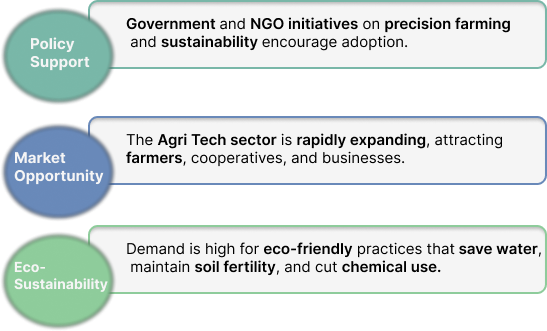 Policy
Support
Government and NGO initiatives on precision farming
and sustainability encourage adoption.
Market
Opportunity
The Agri Tech sector is rapidly expanding, attracting
farmers, cooperatives, and businesses.
Eco-
Sustainability
Demand is high for eco-friendly practices that save water,
maintain soil fertility, and cut chemical use.